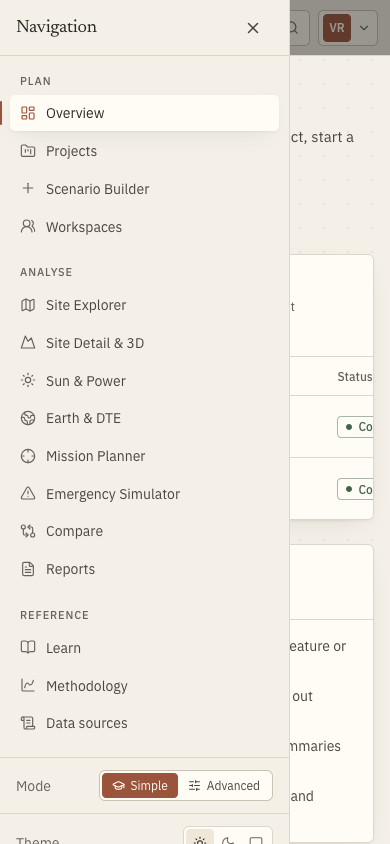 Navigation
VR
PLAN
Overview
ct, start a
Projects
Scenario Builder
Workspaces
ANALYSE
Site Explorer
t
Site Detail & 3D
Sun & Power
Status
Earth & DTE
Co
Mission Planner
Emergency Simulator
Co
Compare
Reports
REFERENCE
Learn
eature or
Methodology
out
Data sources
mmaries
Mode
Simple
Advanced
and
Theme